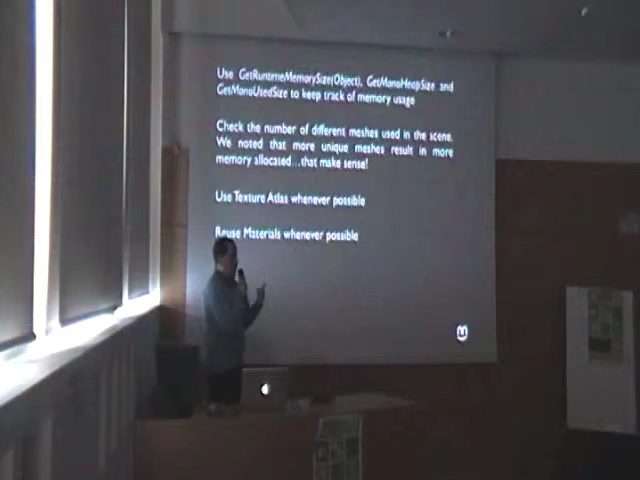 Use GetRuntimeMemorySize(Object), GetMonoHeapSize and
GetMonoUsedSize to keep track of memory usage
Check the number of different meshes used in the scene.
We noted that more unique meshes result in more
memory allocated...that make sense!
Use Texture Atlas whenever possible
Reuse Materials whenever possible